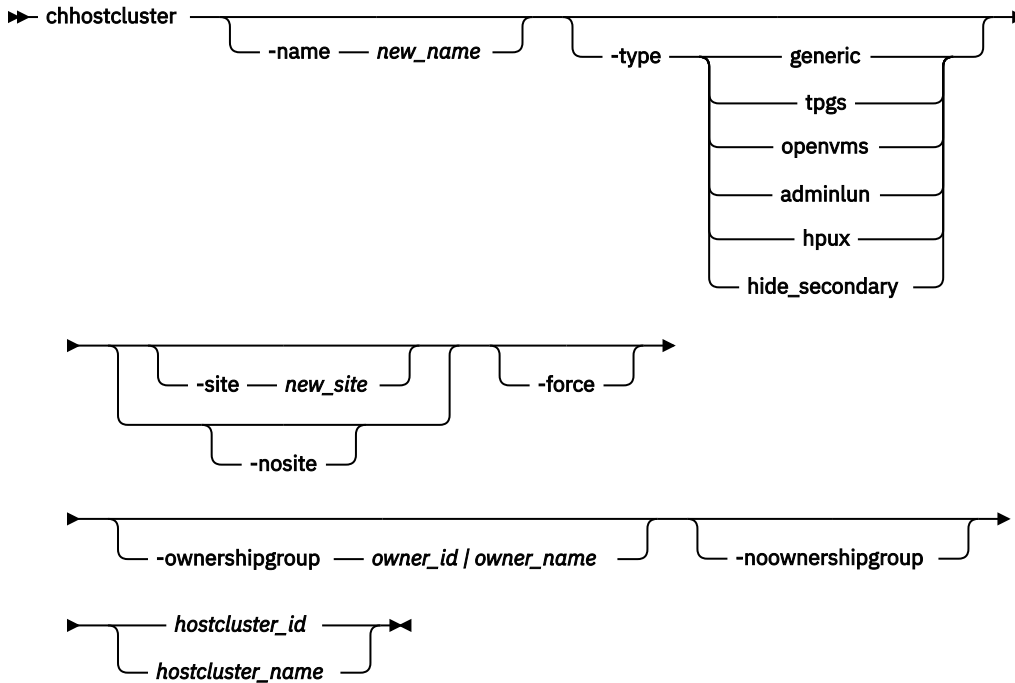 chhostcluster
-name new_name
-type generic
tpgs
openvms
adminlun
hpux
hide_secondary
-site new_site
-force
-nosite
-ownershipgroup owner_id | owner_name
-noownershipgroup
hostcluster_id
hostcluster_name